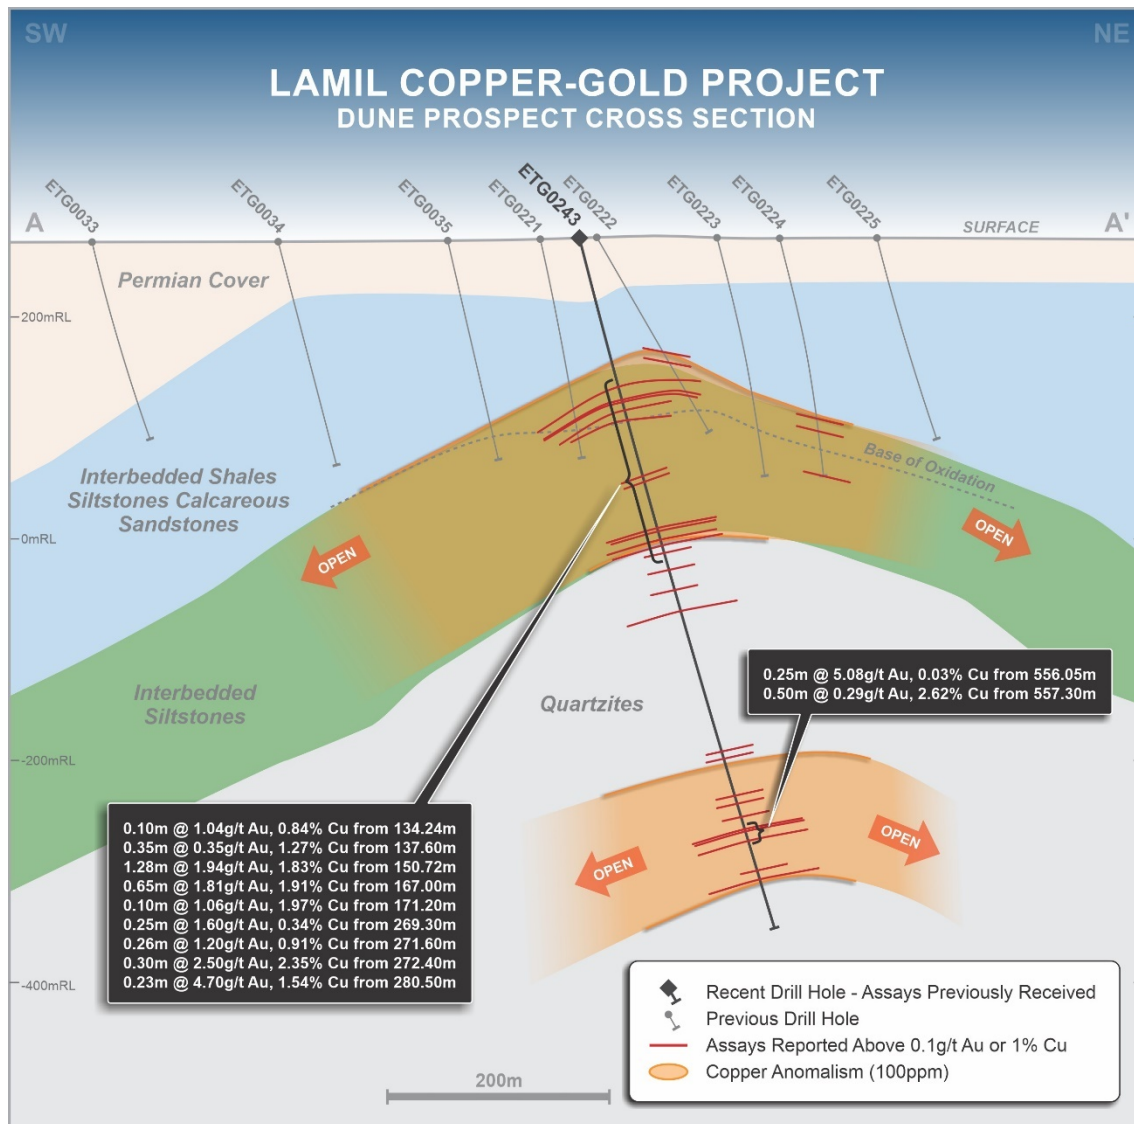 SW
NE
LAMIL COPPER-GOLD PROJECT
DUNE PROSPECT CROSS SECTION
ETG0033
ETG0034
ETG0035
ETG0221
ETG0243
ETG0222
ETG0223
ETG0224
ETG0225
A
SURFACE
A'
Permian Cover
200mRL
Interbedded Shales
Siltstones Calcareous
Sandstones
Base of Oxidation
0mRL
OPEN
OPEN
Interbedded
Siltstones
Quartzites
0.25m @ 5.08g/t Au, 0.03% Cu from 556.05m
0.50m @ 0.29g/t Au, 2.62% Cu from 557.30m
-200mRL
0.10m @ 1.04g/t Au, 0.84% Cu from 134.24m
0.35m @ 0.35g/t Au, 1.27% Cu from 137.60m
1.28m @ 1.94g/t Au, 1.83% Cu from 150.72m
0.65m @ 1.81g/t Au, 1.91% Cu from 167.00m
0.10m @ 1.06g/t Au, 1.97% Cu from 171.20m
0.25m @ 1.60g/t Au, 0.34% Cu from 269.30m
0.26m @ 1.20g/t Au, 0.91% Cu from 271.60m
0.30m @ 2.50g/t Au, 2.35% Cu from 272.40m
0.23m @ 4.70g/t Au, 1.54% Cu from 280.50m
OPEN
OPEN
-400mRL
Recent Drill Hole - Assays Previously Received
Previous Drill Hole
Assays Reported Above 0.1g/t Au or 1% Cu
Copper Anomalism (100ppm)
200m